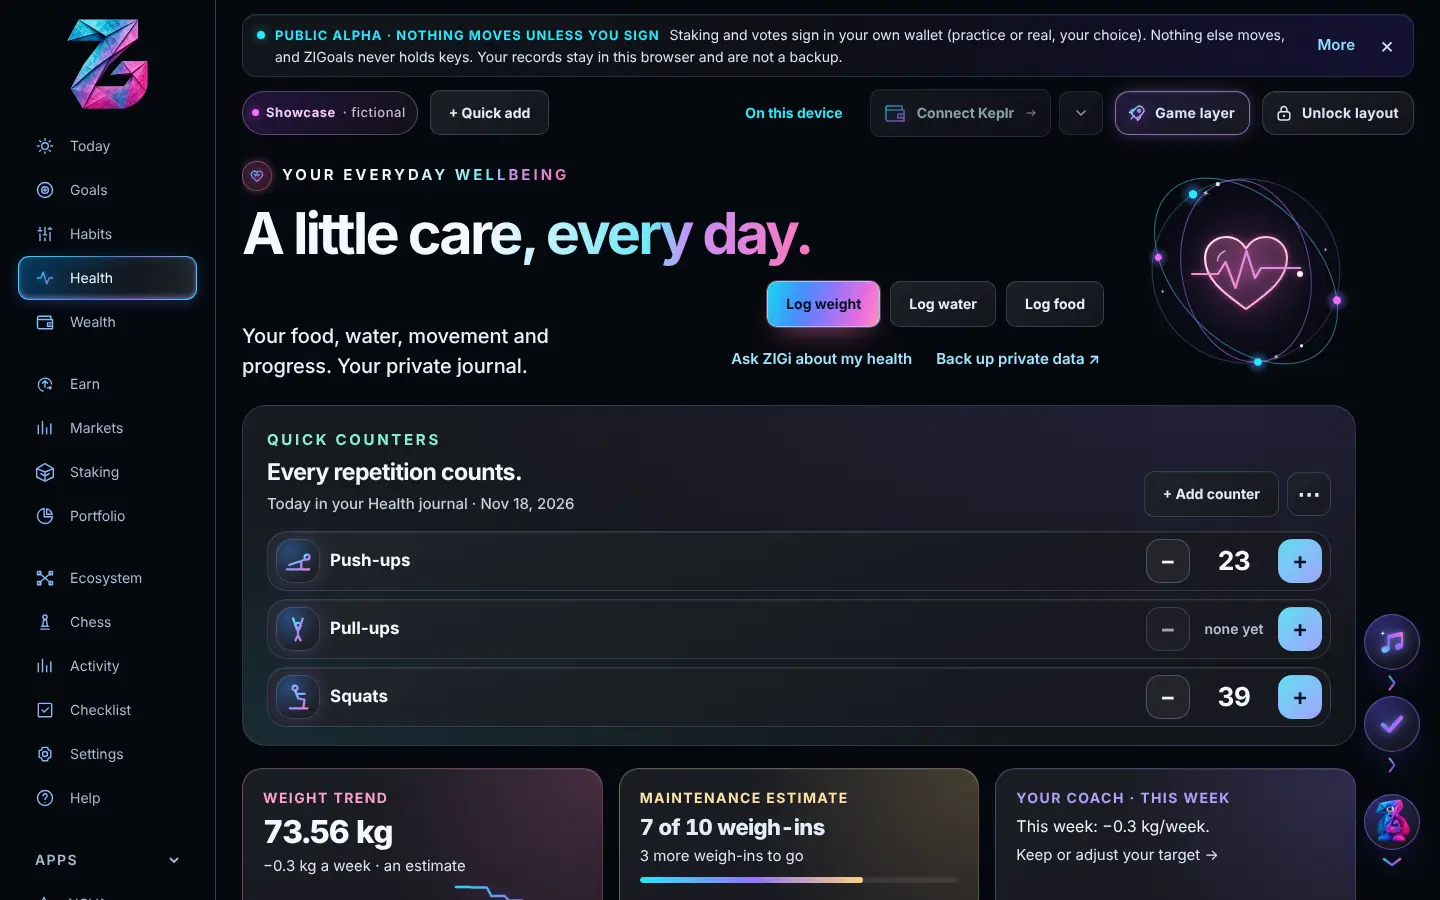 PUBLIC ALPHA · NOTHING MOVES UNLESS YOU SIGN Staking and votes sign in your own wallet (practice or real, your choice). Nothing else moves,
and ZIGoals never holds keys. Your records stay in this browser and are not a backup.
More
Showcase · fictional
+ Quick add
On this device
Connect Keplr →
Game layer
Unlock layout
Today
Goals
Habits
Health
Wealth
Earn
Markets
Staking
Portfolio
Ecosystem
Chess
Activity
Checklist
Settings
Help
APPS
YOUR EVERYDAY WELLBEING
A little care, every day.
Your food, water, movement and
progress. Your private journal.
Log weight
Log water
Log food
Ask ZIGi about my health
Back up private data ↗
QUICK COUNTERS
Every repetition counts.
Today in your Health journal · Nov 18, 2026
+ Add counter
Push-ups
− 23 +
Pull-ups
− none yet +
Squats
− 39 +
WEIGHT TREND
73.56 kg
−0.3 kg a week · an estimate
MAINTENANCE ESTIMATE
7 of 10 weigh-ins
3 more weigh-ins to go
YOUR COACH · THIS WEEK
This week: −0.3 kg/week.
Keep or adjust your target →